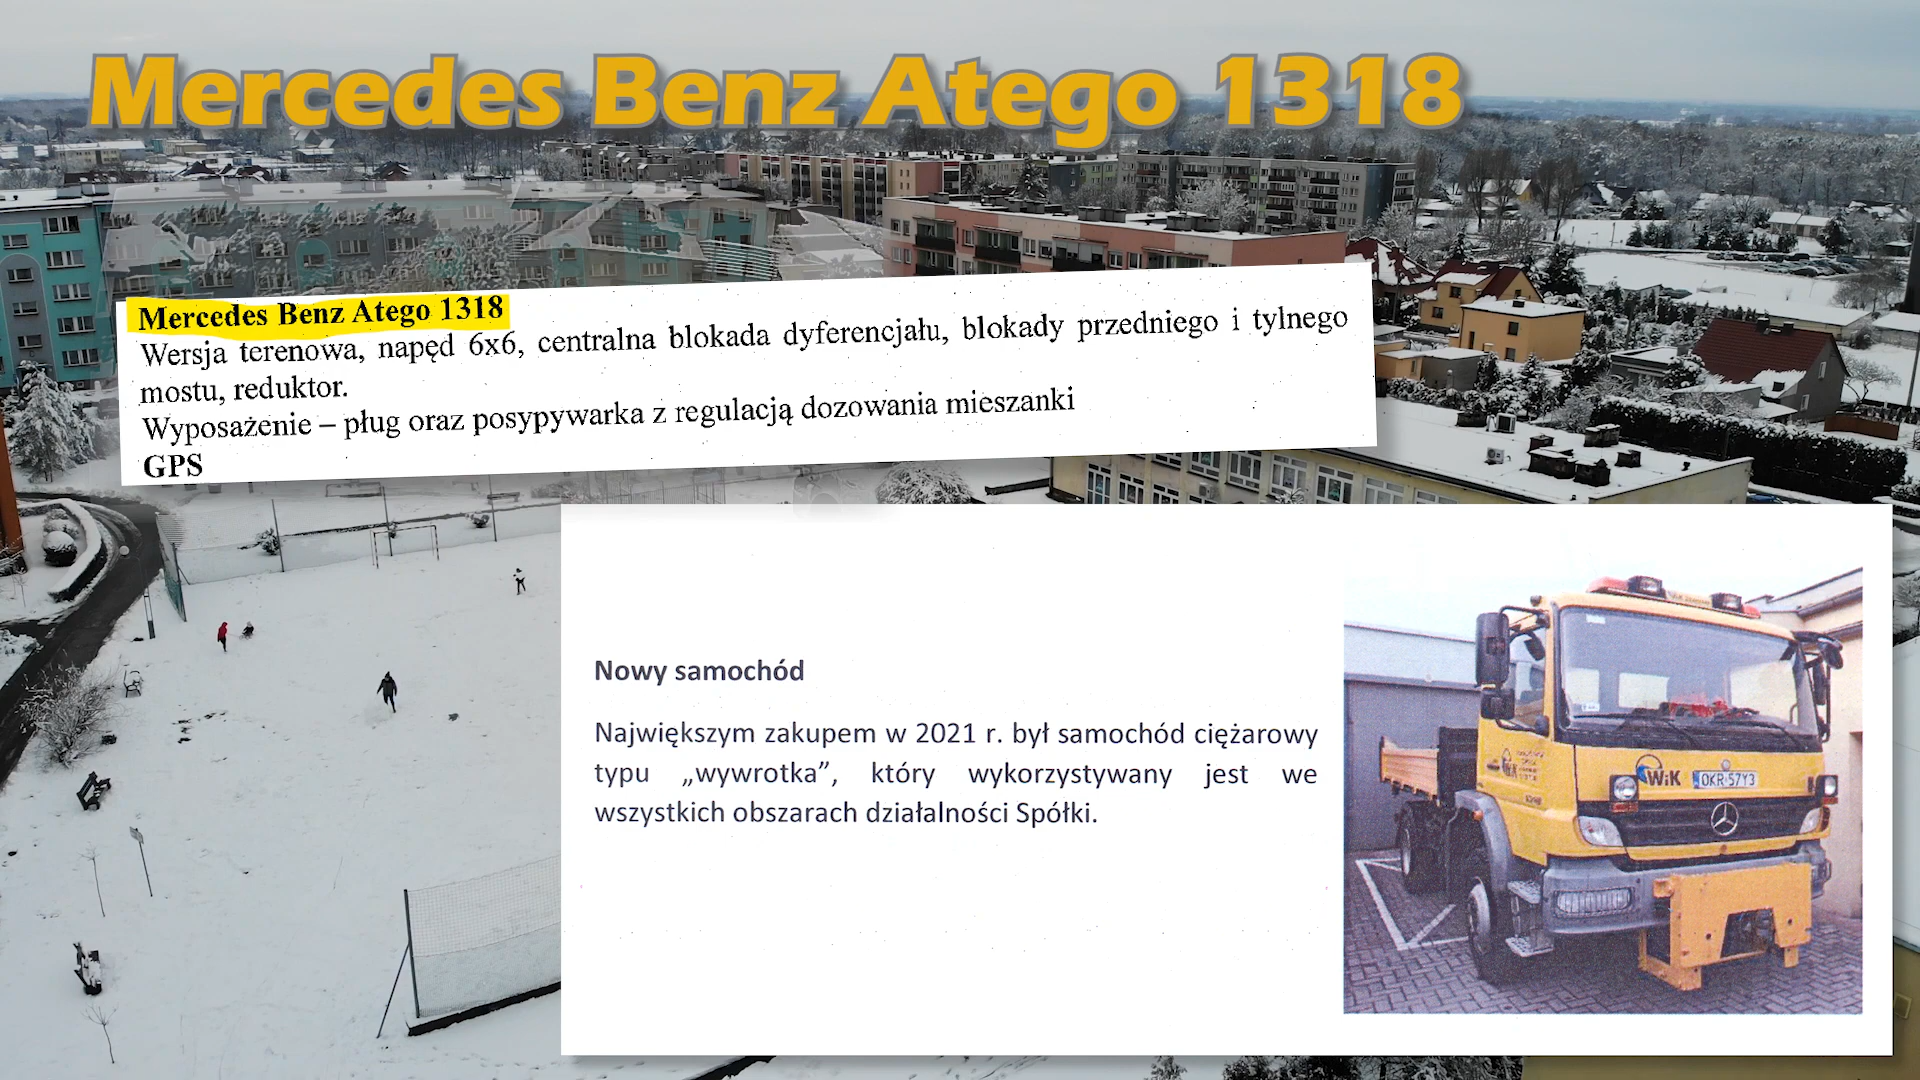 Mercedes Benz Atego 1318
Mercedes Benz Atego 1318
Wersja terenowa, napęd 6x6, centralna blokada dyferencjału, blokady przedniego i tylnego
mostu, reduktor.
Wyposażenie – pług oraz posypywarka z regulacją dozowania mieszanki
GPS
Nowy samochód
Największym zakupem w 2021 r. był samochód ciężarowy
typu „wywrotka”, który wykorzystywany jest we
wszystkich obszarach działalności Spółki.
WiK
OKR 57Y3